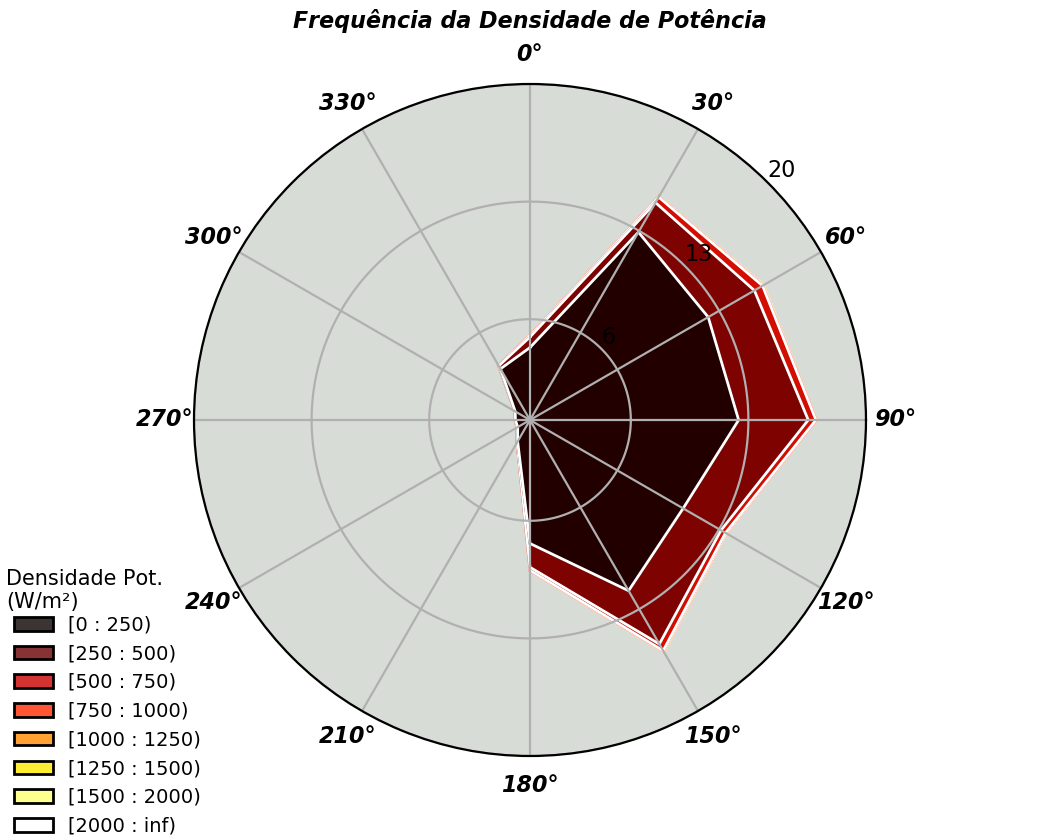 Frequência da Densidade de Potência
0°
330°
30°
20
300°
60°
13
6
270°
90°
240°
120°
210°
150°
180°
Densidade Pot.
(W/m²)
[0 : 250)
[250 : 500)
[500 : 750)
[750 : 1000)
[1000 : 1250)
[1250 : 1500)
[1500 : 2000)
[2000 : inf)